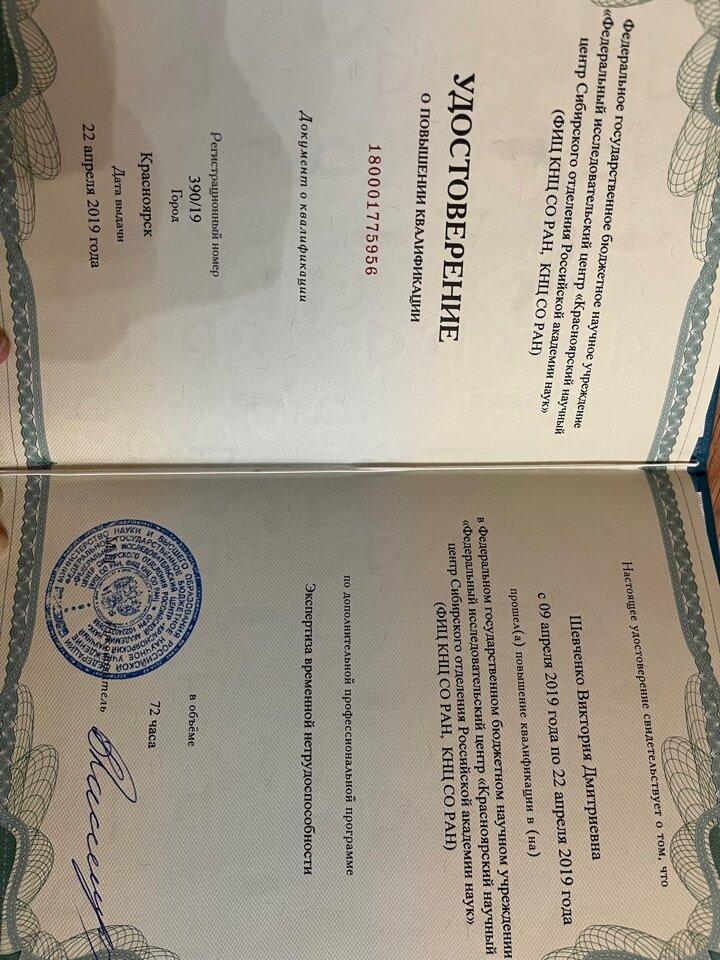 Федеральное государственное бюджетное научное учреждение
«Федеральный исследовательский центр «Красноярский научный
центр Сибирского отделения Российской академии наук»
(ФИЦ КНЦ СО РАН, КНЦ СО РАН)
УДОСТОВЕРЕНИЕ
О ПОВЫШЕНИИ КВАЛИФИКАЦИИ
180001775956
Документ о квалификации
Регистрационный номер
390/19
Город
Красноярск
Дата выдачи
22 апреля 2019 года
Настоящее удостоверение свидетельствует о том, что
Шевченко Виктория Дмитриевна
с 09 апреля 2019 года по 22 апреля 2019 года
прошел(а) повышение квалификации в (на)
в Федеральном государственном бюджетном научном учреждении
«Федеральный исследовательский центр «Красноярский научный
центр Сибирского отделения Российской академии наук»
(ФИЦ КНЦ СО РАН, КНЦ СО РАН)
по дополнительной профессиональной программе
Экспертиза временной нетрудоспособности
в объёме
72 часа